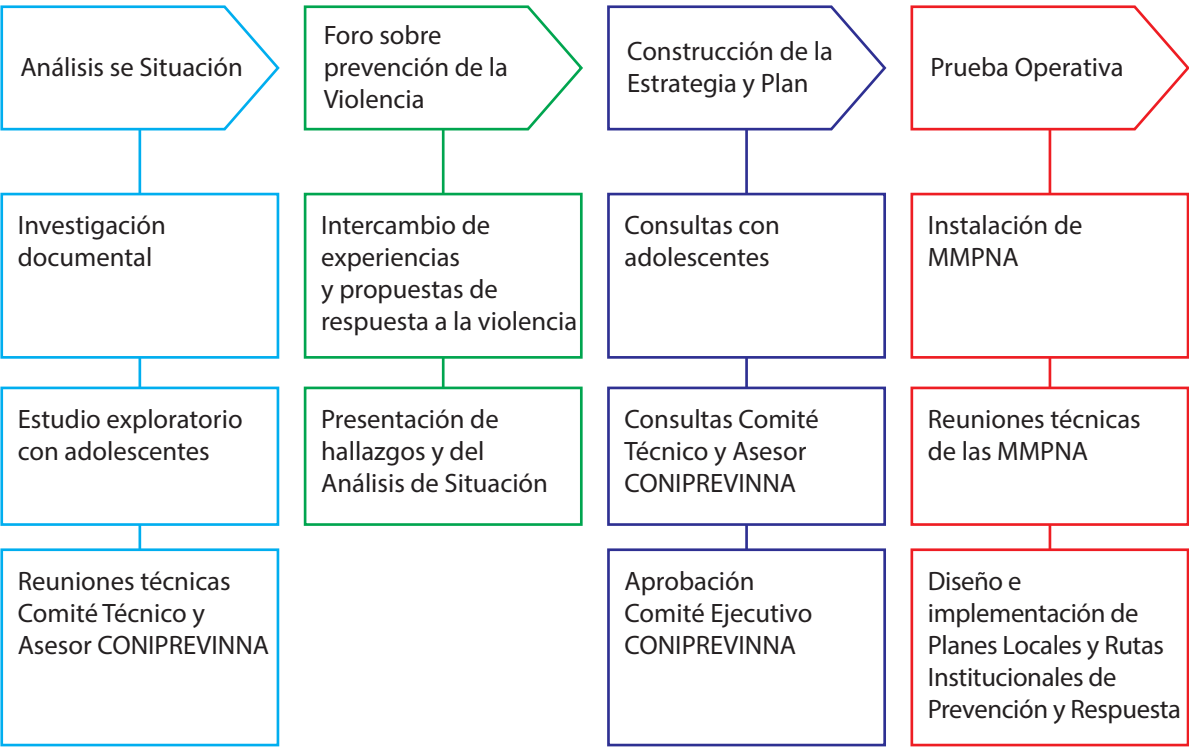 Análisis se Situación
Investigación
documental
Estudio exploratorio
con adolescentes
Reuniones técnicas
Comité Técnico y
Asesor CONIPREVINNA
Foro sobre
prevención de la
Violencia
Intercambio de
experiencias
y propuestas de
respuesta a la violencia
Presentación de
hallazgos y del
Análisis de Situación
Construcción de la
Estrategia y Plan
Consultas con
adolescentes
Consultas Comité
Técnico y Asesor
CONIPREVINNA
Aprobación
Comité Ejecutivo
CONIPREVINNA
Prueba Operativa
Instalación de
MMPNA
Reuniones técnicas
de las MMPNA
Diseño e
implementación de
Planes Locales y Rutas
Institucionales de
Prevención y Respuesta